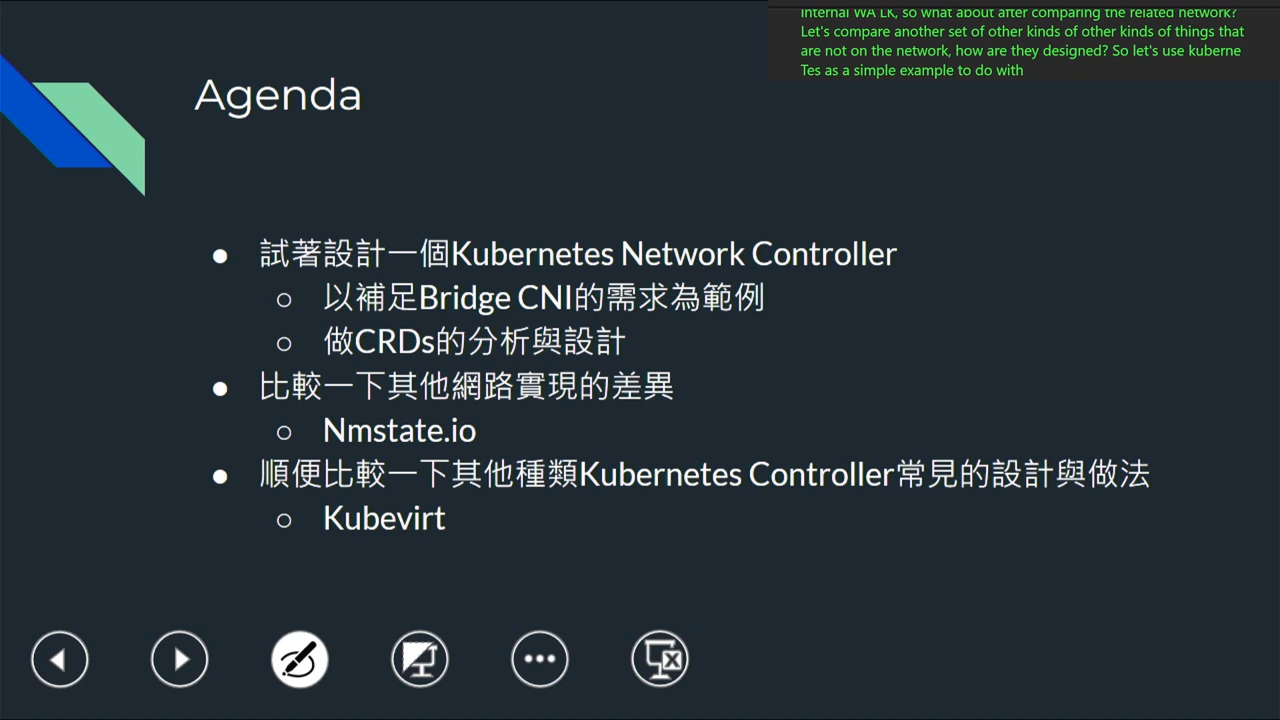 internal WA LK, so what about after comparing the related network?
Let's compare another set of other kinds of other kinds of things that
are not on the network, how are they designed? So let's use kuberne
Tes as a simple example to do with
Agenda
● 試著設計一個Kubernetes Network Controller
○ 以補足Bridge CNI的需求為範例
○ 做CRDs的分析與設計
● 比較一下其他網路實現的差異
○ Nmstate.io
● 順便比較一下其他種類Kubernetes Controller常見的設計與做法
○ Kubevirt